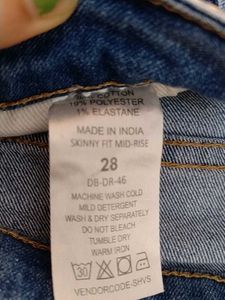 COTTON
19% POLYESTER
1% ELASTANE
MADE IN INDIA
SKINNY FIT MID-RISE
28
DB-DR-46
MACHINE WASH COLD
MILD DETERGENT
WASH & DRY SEPARATELY
DO NOT BLEACH
TUMBLE DRY
WARM IRON
30
VENDORCODE-SHVS